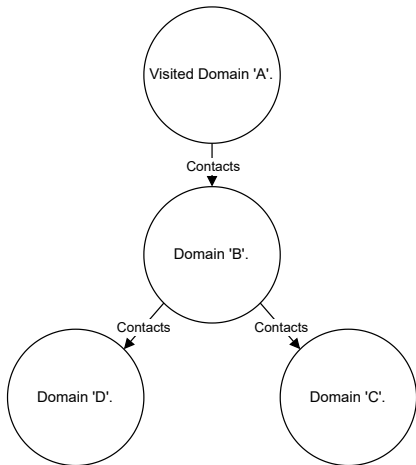 Visited Domain 'A'.
Contacts
Domain 'B'.
Contacts
Contacts
Domain 'D'.
Domain 'C'.